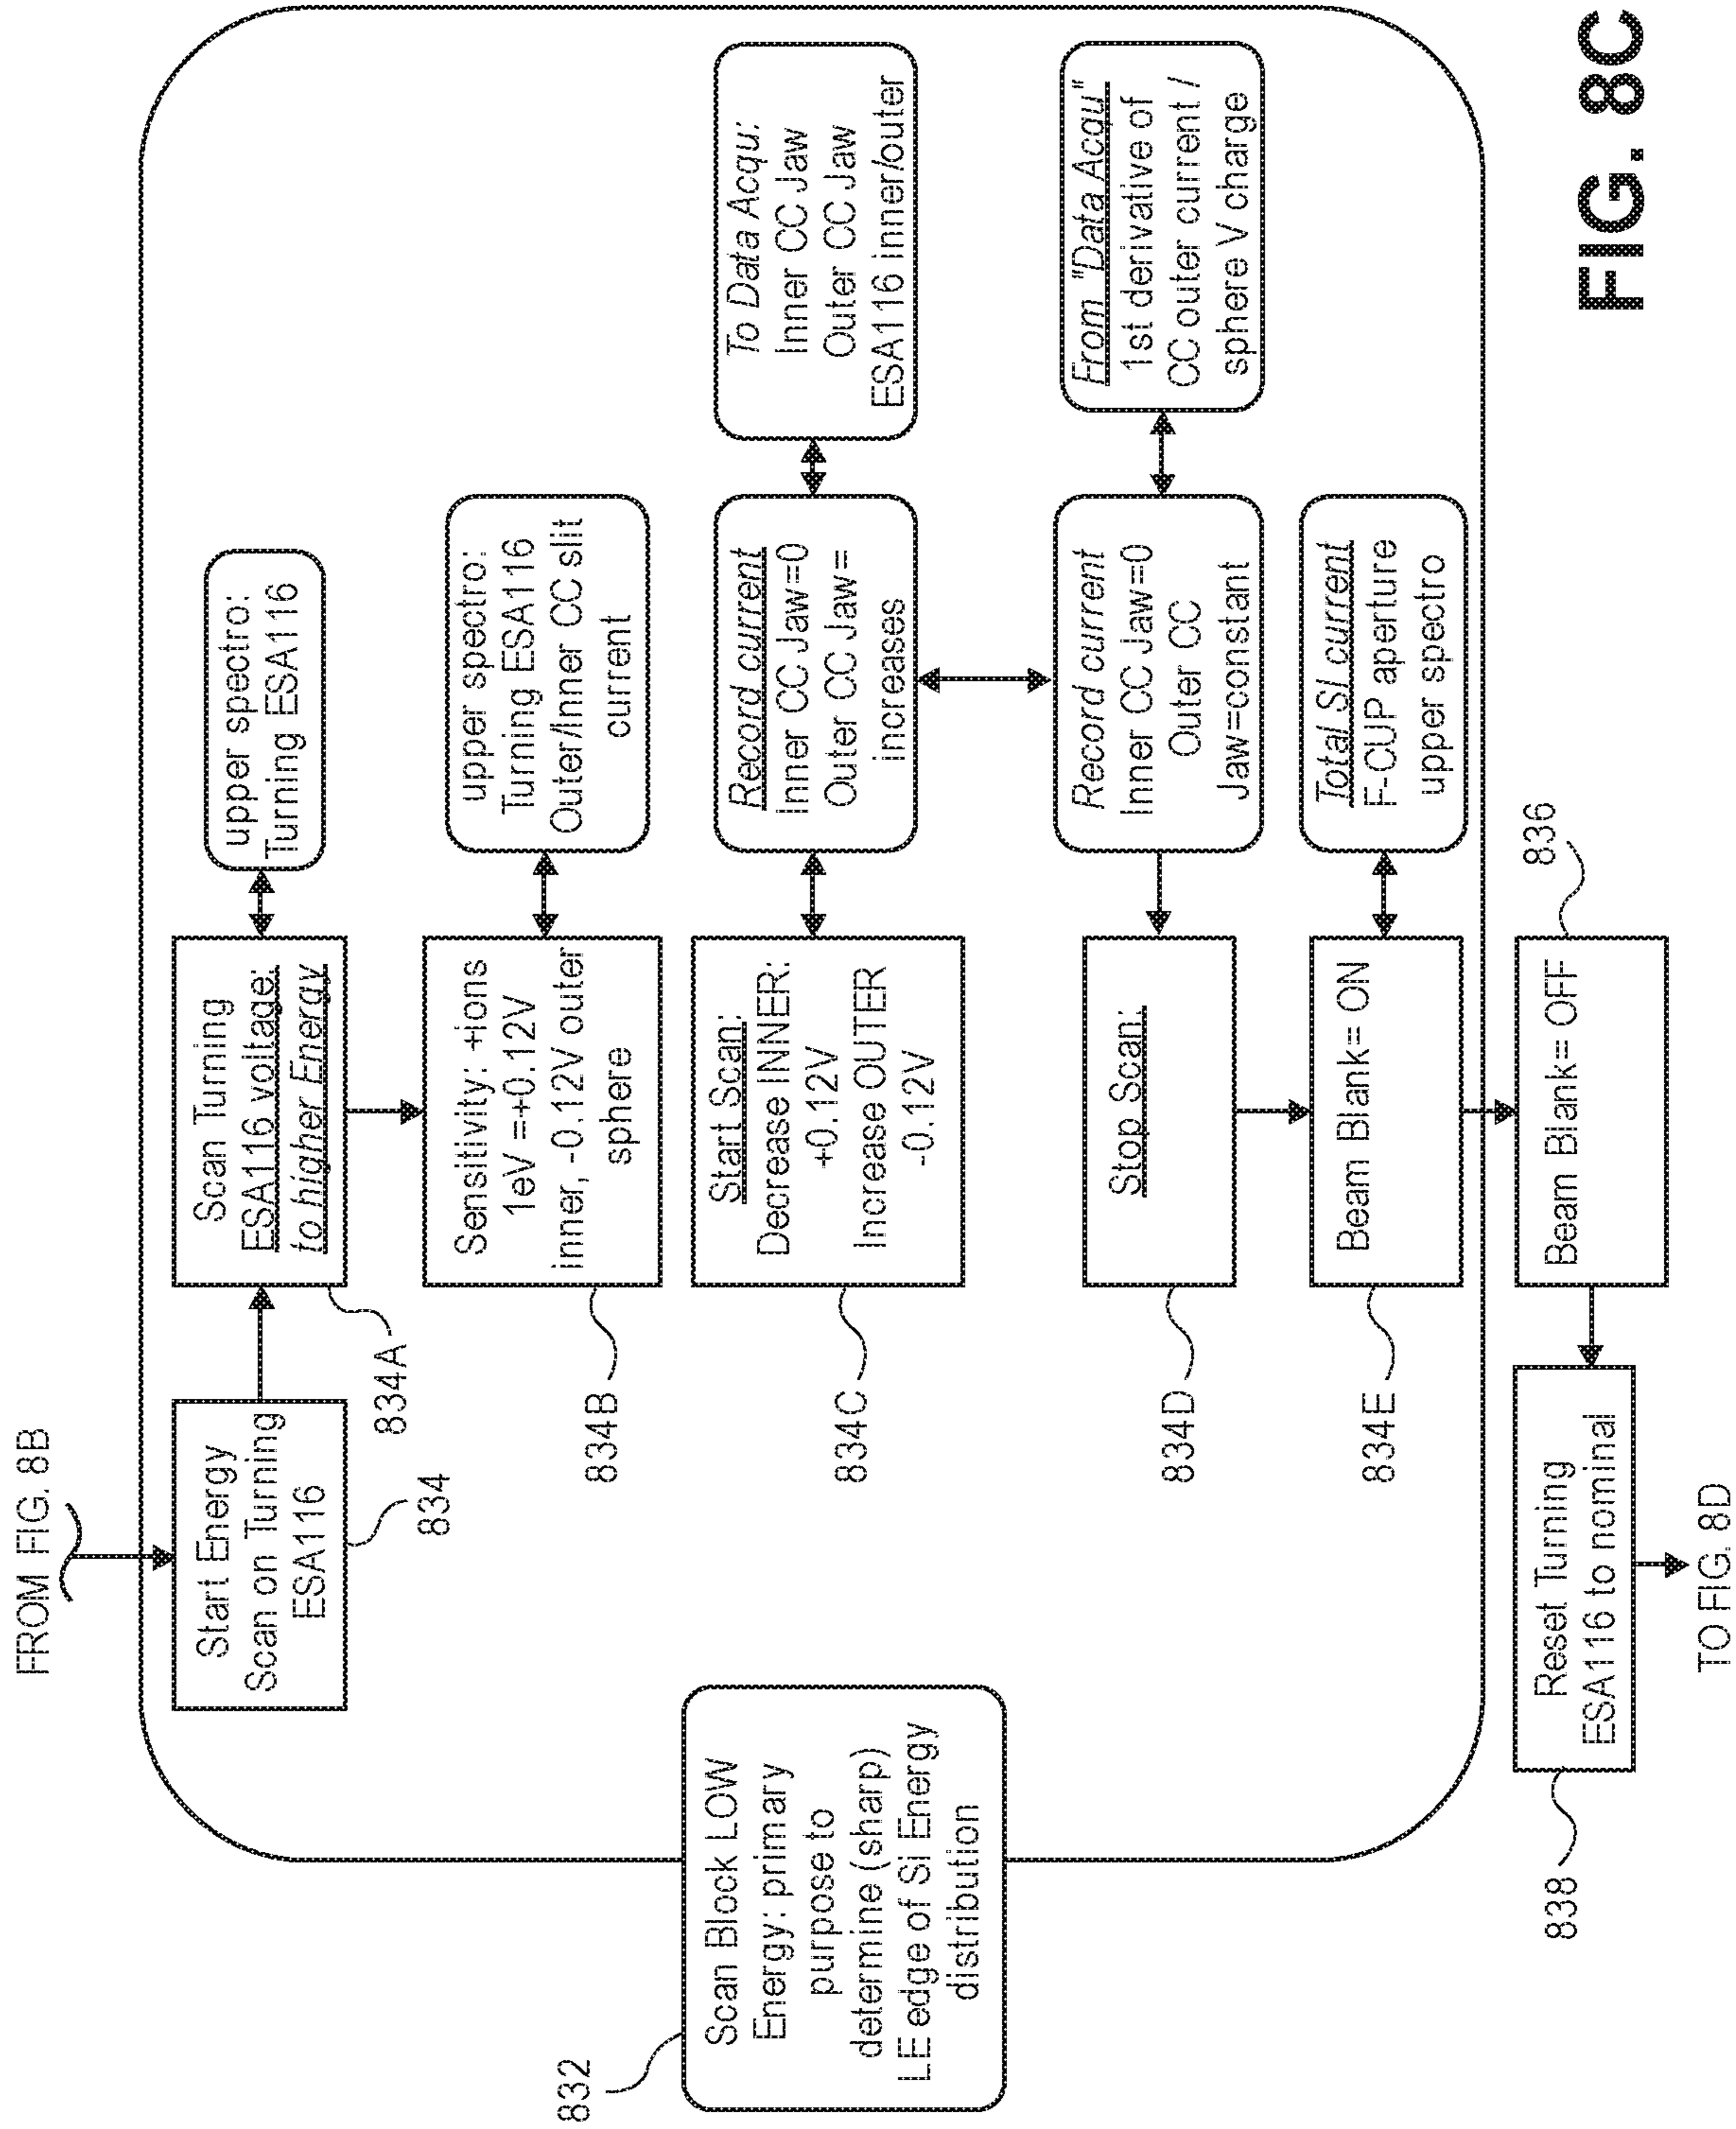 FROM FIG. 8B
Start Energy
Scan on Turning
ESA116
834
Scan Turning
ESA116 voltage:
to higher Energy
834A
upper spectro:
Turning ESA116
Sensitivity: +ions
1eV =+0.12V
inner, -0.12V outer
sphere
834B
upper spectro:
Turning ESA116
Outer/Inner CC slit
current
Scan Block LOW
Energy: primary
purpose to
determine (sharp)
LE edge of Si Energy
distribution
832
Start Scan:
Decrease INNER:
+0.12V
Increase OUTER
-0.12V
834C
Record current
Inner CC Jaw=0
Outer CC Jaw=
increases
To Data Acqu:
Inner CC Jaw
Outer CC Jaw
ESA116 inner/outer
Stop Scan:
834D
Record current
Inner CC Jaw=0
Outer CC
Jaw=constant
From "Data Acqu"
1st derivative of
CC outer current /
sphere V charge
Beam Blank= ON
834E
Total SI current
F-CUP aperture
upper spectro
Beam Blank= OFF
836
Reset Turning
ESA116 to nominal
838
TO FIG. 8D
FIG. 8C